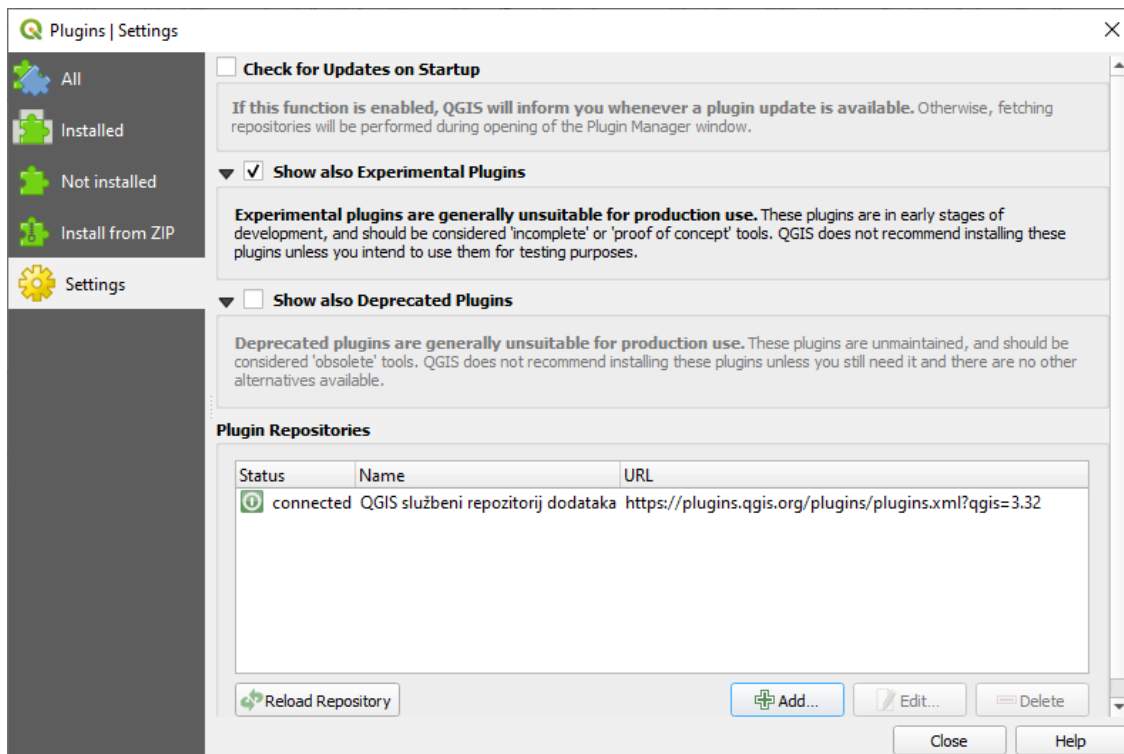 Plugins | Settings
All
Installed
Not installed
Install from ZIP
Settings
Check for Updates on Startup
If this function is enabled, QGIS will inform you whenever a plugin update is available. Otherwise, fetching
repositories will be performed during opening of the Plugin Manager window.
Show also Experimental Plugins
Experimental plugins are generally unsuitable for production use. These plugins are in early stages of
development, and should be considered 'incomplete' or 'proof of concept' tools. QGIS does not recommend installing these
plugins unless you intend to use them for testing purposes.
Show also Deprecated Plugins
Deprecated plugins are generally unsuitable for production use. These plugins are unmaintained, and should be
considered 'obsolete' tools. QGIS does not recommend installing these plugins unless you still need it and there are no other
alternatives available.
Plugin Repositories
Status Name URL
connected QGIS službeni repozitorij dodataka https://plugins.qgis.org/plugins/plugins.xml?qgis=3.32
Reload Repository Add... Edit... Delete
Close Help